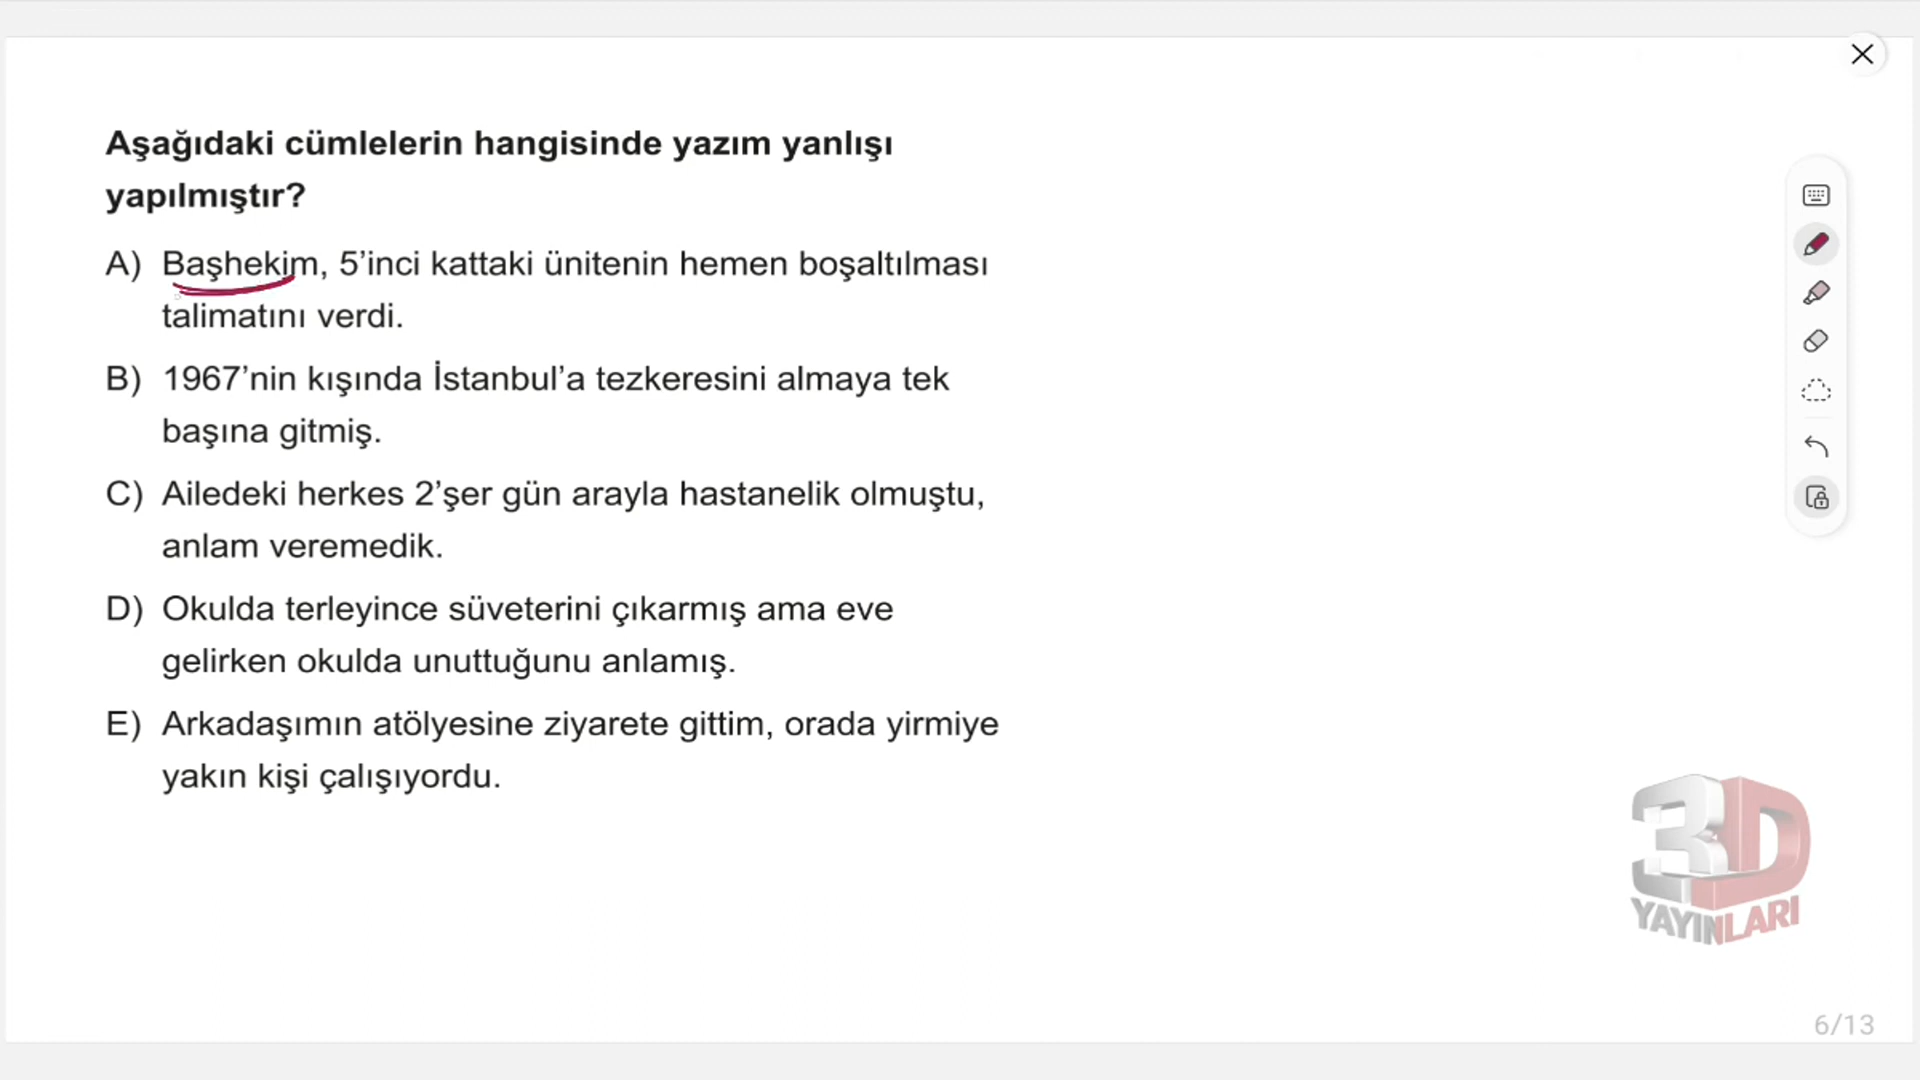 Aşağıdaki cümlelerin hangisinde yazım yanlışı
yapılmıştır?
A) Başhekim, 5’inci kattaki ünitenin hemen boşaltılması
talimatını verdi.
B) 1967’nin kışında İstanbul’a tezkeresini almaya tek
başına gitmiş.
C) Ailedeki herkes 2’şer gün arayla hastanelik olmuştu,
anlam veremedik.
D) Okulda terleyince süveterini çıkarmış ama eve
gelirken okulda unuttuğunu anlamış.
E) Arkadaşımın atölyesine ziyarete gittim, orada yirmiye
yakın kişi çalışıyordu.
3D
YAYINLARI
6/13